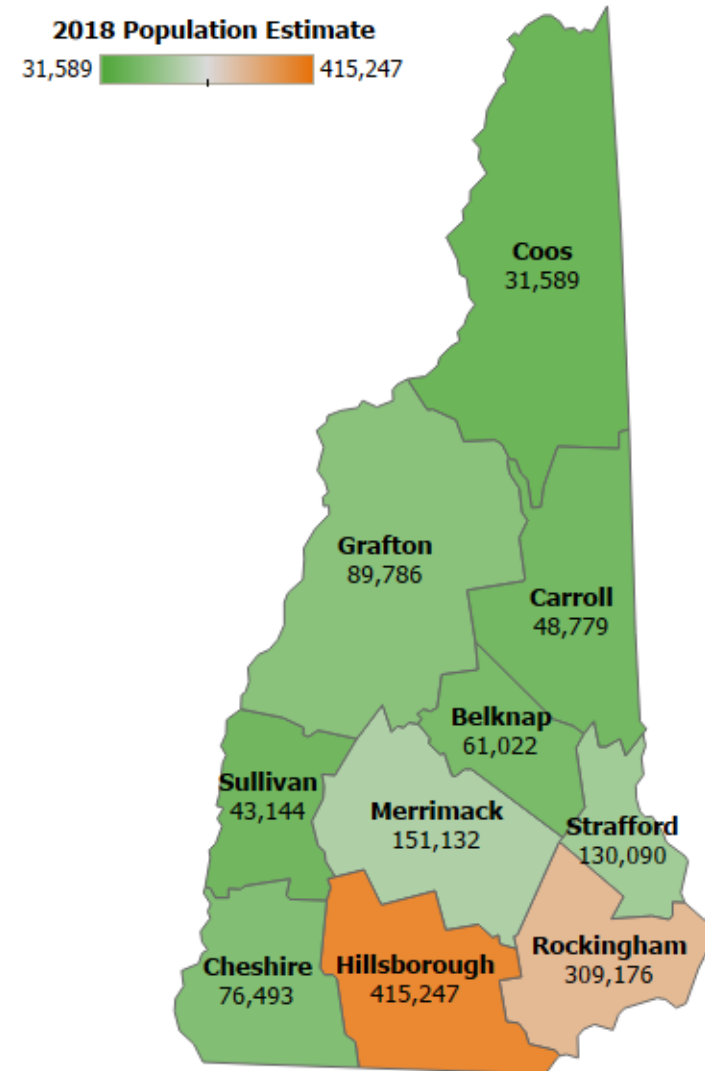 2018 Population Estimate
31,589 415,247
Coos
31,589
Grafton
89,786
Carroll
48,779
Belknap
61,022
Sullivan
43,144
Merrimack
151,132
Strafford
130,090
Rockingham
309,176
Cheshire
76,493
Hillsborough
415,247